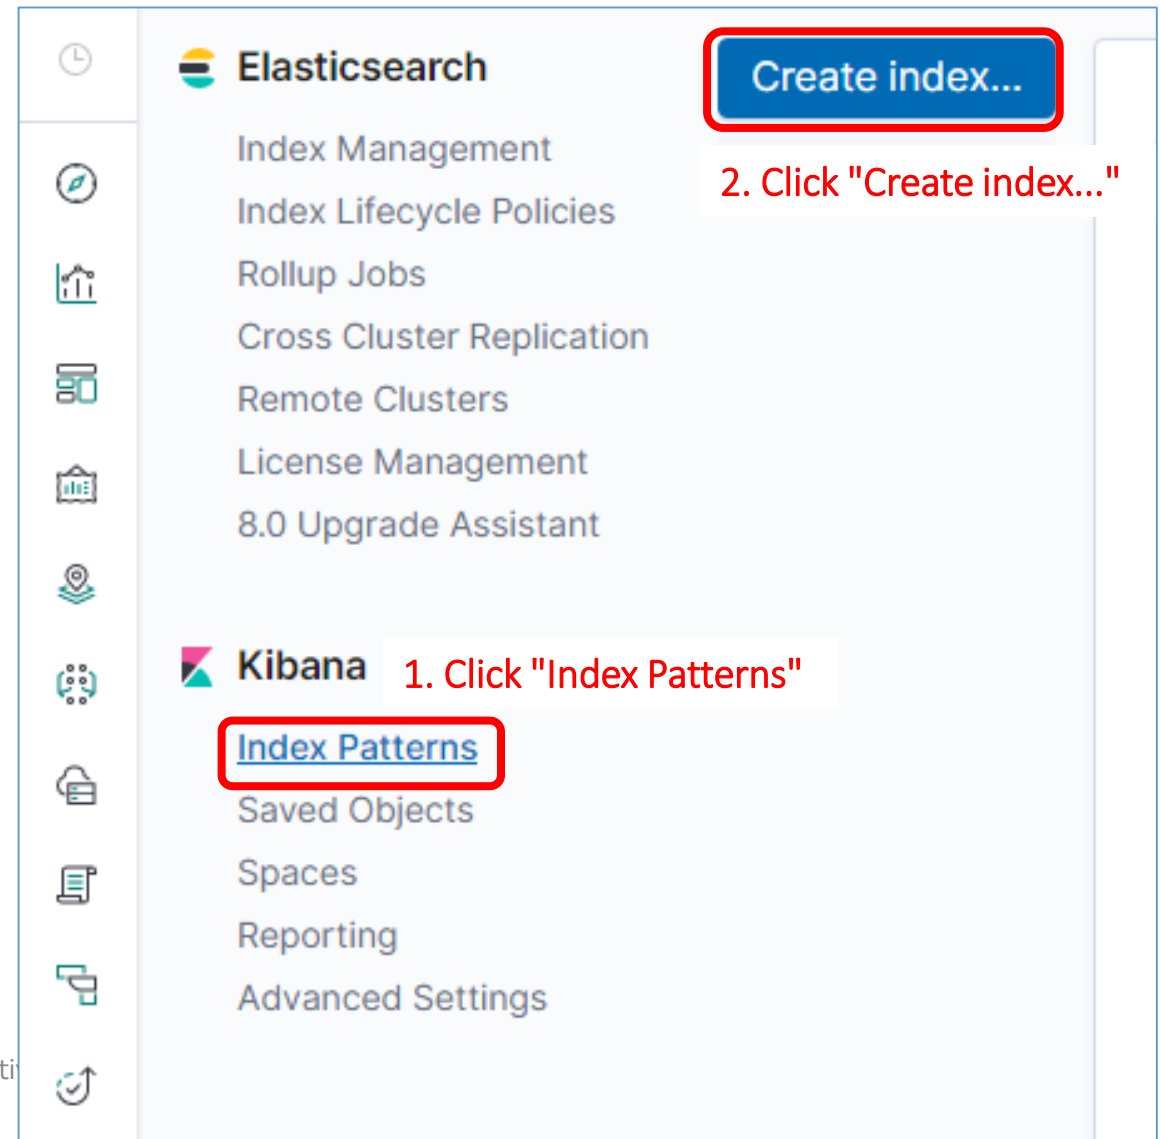 Elasticsearch
Create index...
Index Management
2. Click "Create index..."
Index Lifecycle Policies
Rollup Jobs
Cross Cluster Replication
Remote Clusters
License Management
8.0 Upgrade Assistant
Kibana
1. Click "Index Patterns"
Index Patterns
Saved Objects
Spaces
Reporting
Advanced Settings